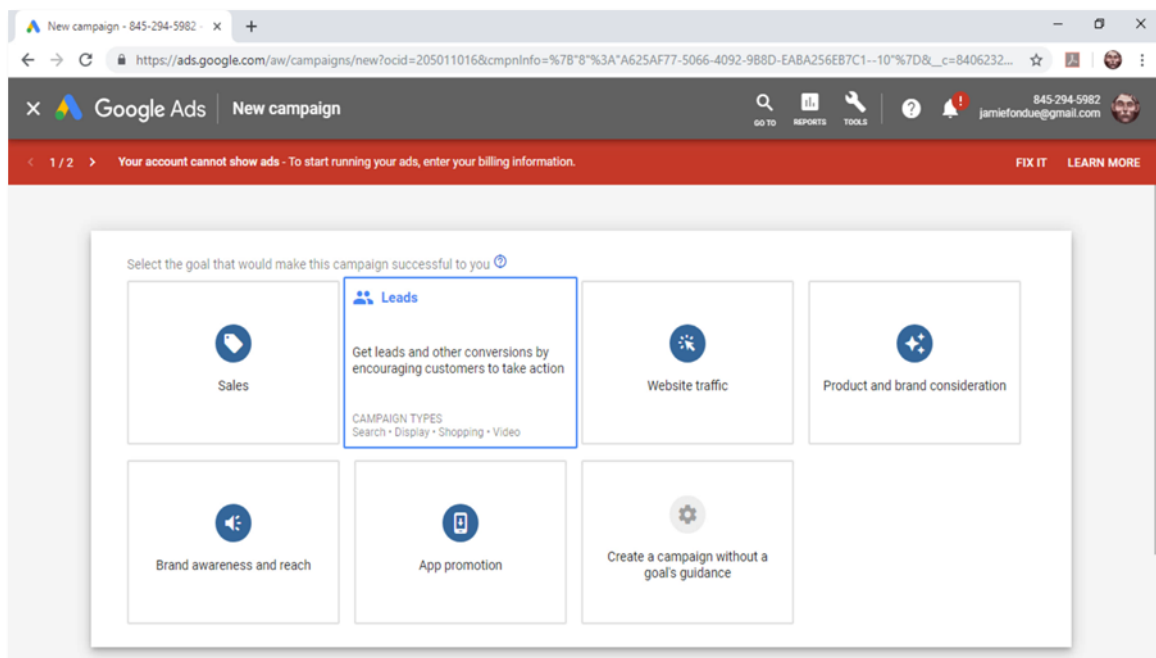 New campaign - 845-294-5982 -
https://ads.google.com/aw/campaigns/new?ocid=205011016&cmpnInfo=%7B"8"%3A"A625AF77-5066-4092-9B8D-EABA256EB7C1--10"%7D&__c=8406232...
Google Ads New campaign
GO TO REPORTS TOOLS
845-294-5982
jamiefondue@gmail.com
1 / 2 Your account cannot show ads - To start running your ads, enter your billing information. FIX IT LEARN MORE
Select the goal that would make this campaign successful to you
Sales
Leads
Get leads and other conversions by
encouraging customers to take action
CAMPAIGN TYPES
Search • Display • Shopping • Video
Website traffic
Product and brand consideration
Brand awareness and reach
App promotion
Create a campaign without a
goal's guidance